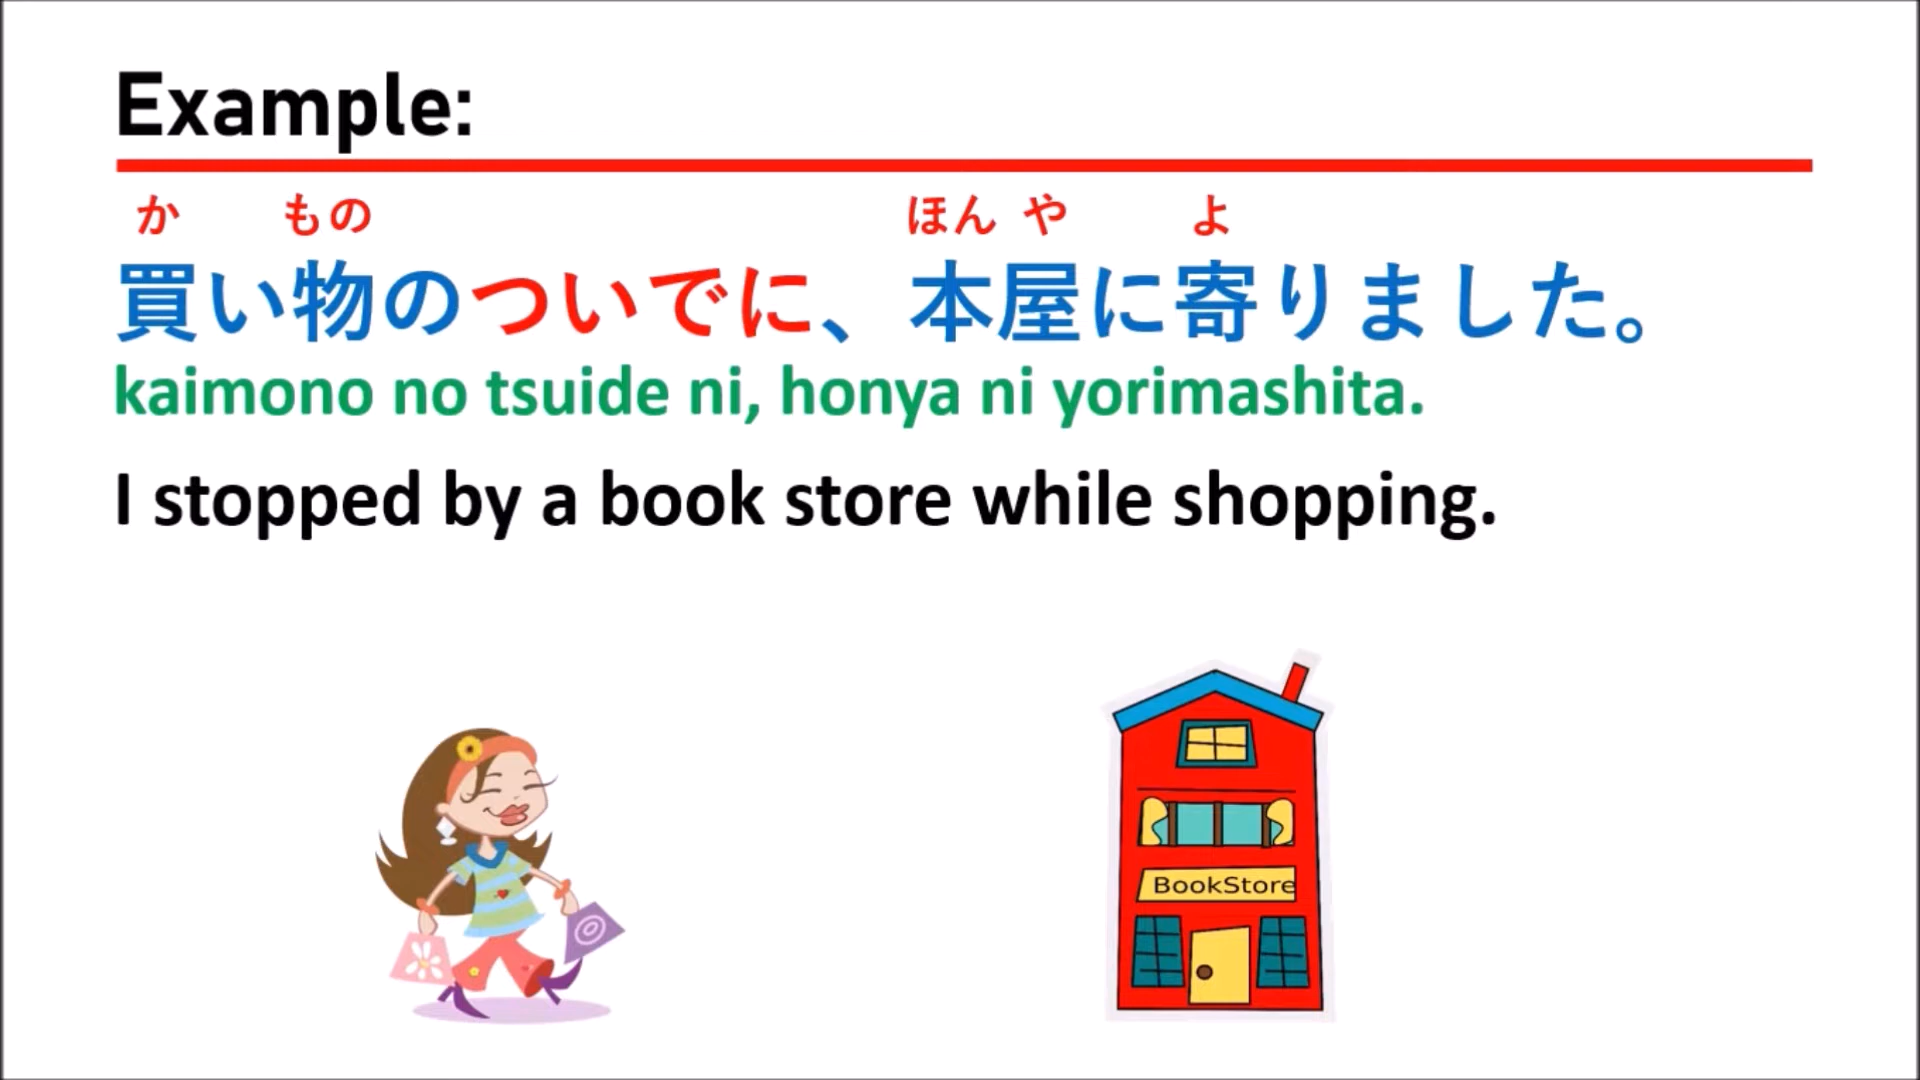 Example:
か もの ほん や よ
買い物のついでに、本屋に寄りました。
kaimono no tsuide ni, honya ni yorimashita.
I stopped by a book store while shopping.
BookStore